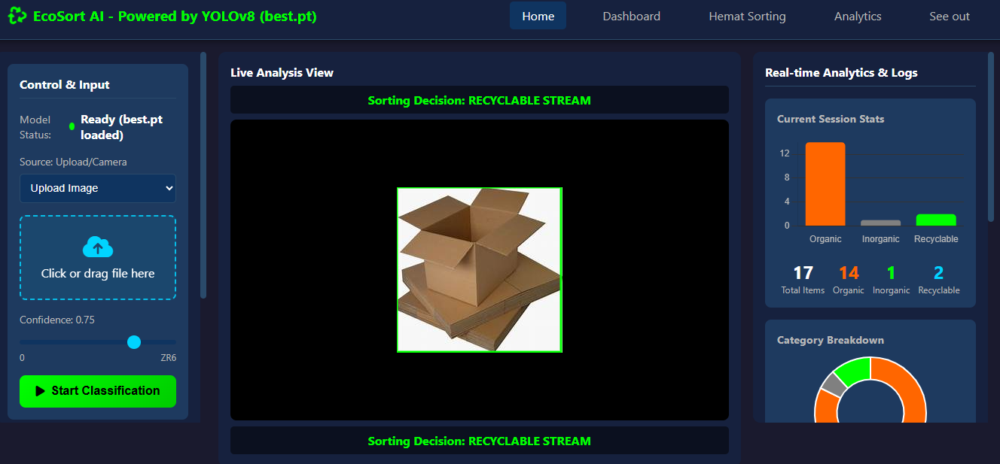 EcoSort AI - Powered by YOLOv8 (best.pt)
Home
Dashboard
Hemat Sorting
Analytics
See out
Control & Input
Model
Status:
Ready (best.pt
loaded)
Source: Upload/Camera
Upload Image
Click or drag file here
Confidence: 0.75
0
ZR6
Start Classification
Live Analysis View
Sorting Decision: RECYCLABLE STREAM
Sorting Decision: RECYCLABLE STREAM
Real-time Analytics & Logs
Current Session Stats
12
8
4
0
Organic
Inorganic
Recyclable
17
14
1
2
Total Items
Organic
Inorganic
Recyclable
Category Breakdown